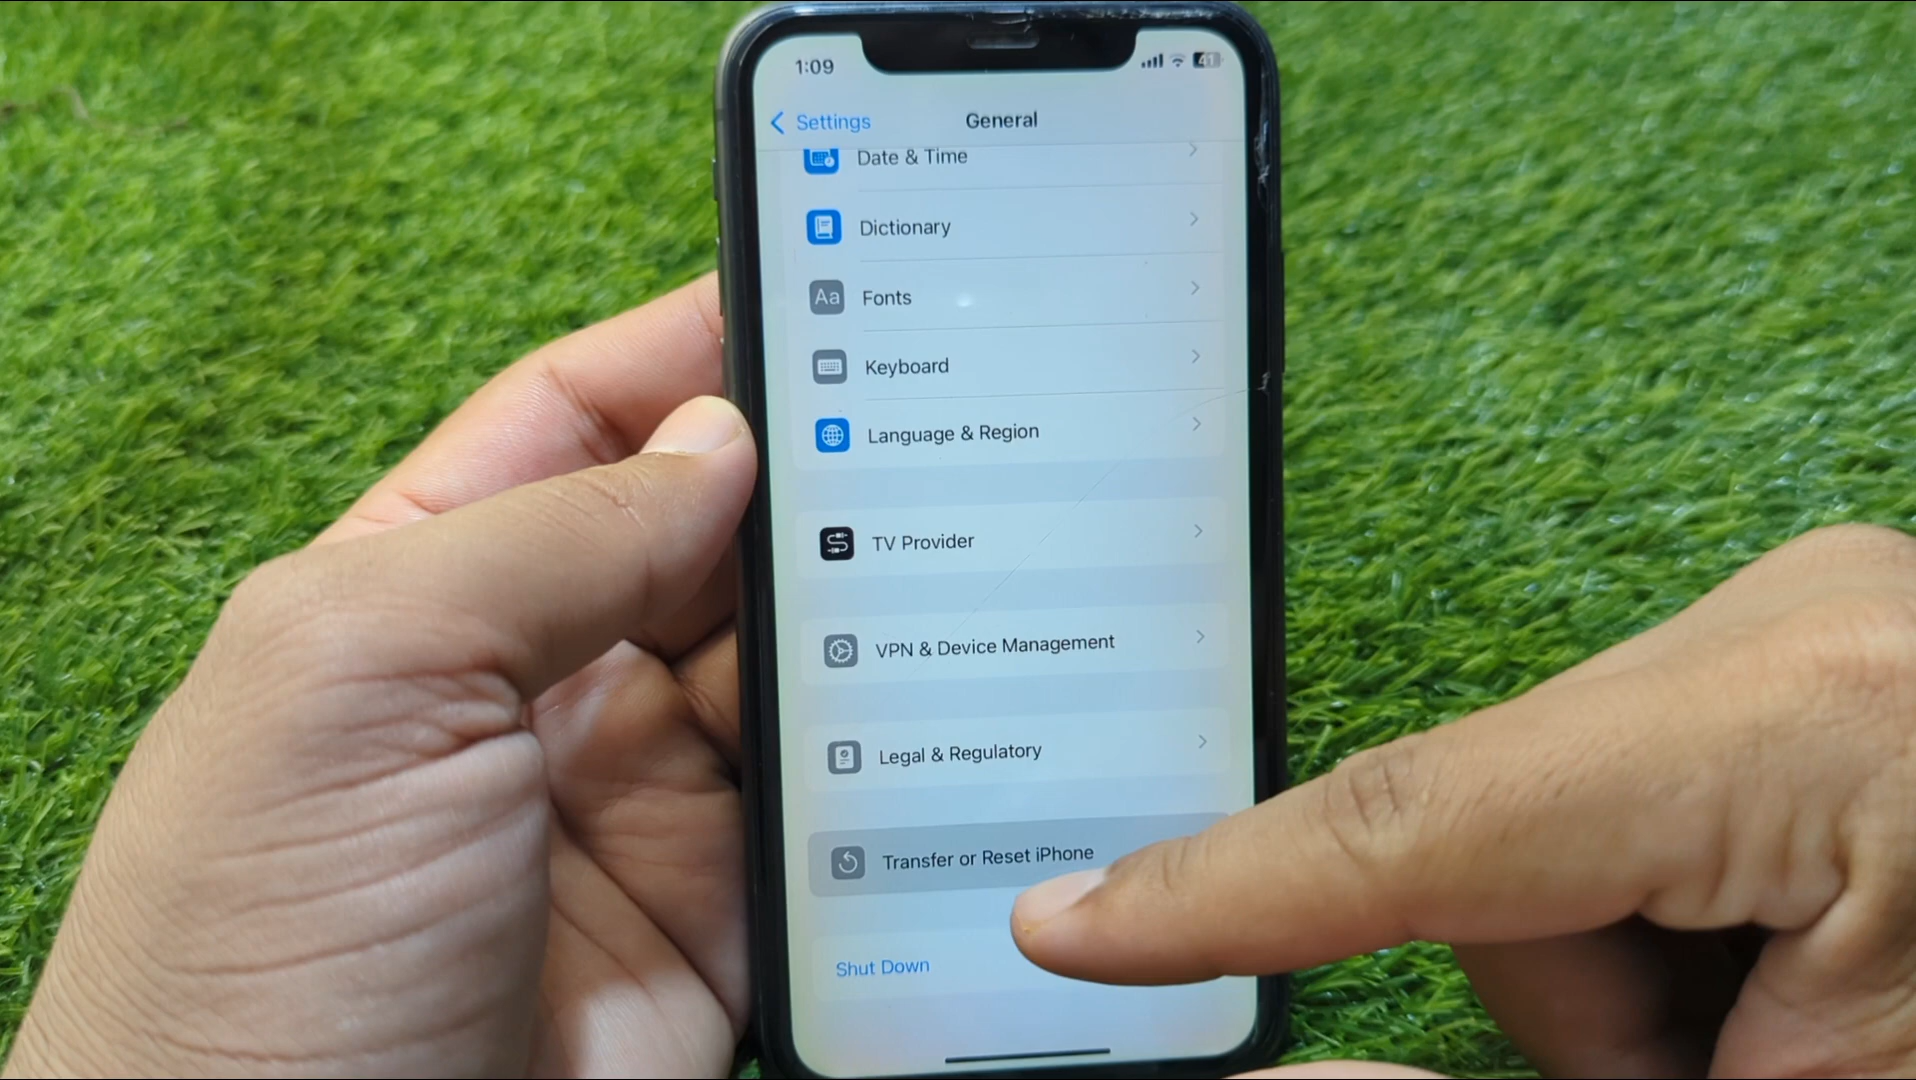 1:09
41
Settings
General
Date & Time
Dictionary
Aa
Fonts
Keyboard
Language & Region
TV Provider
VPN & Device Management
Legal & Regulatory
Transfer or Reset iPhone
Shut Down